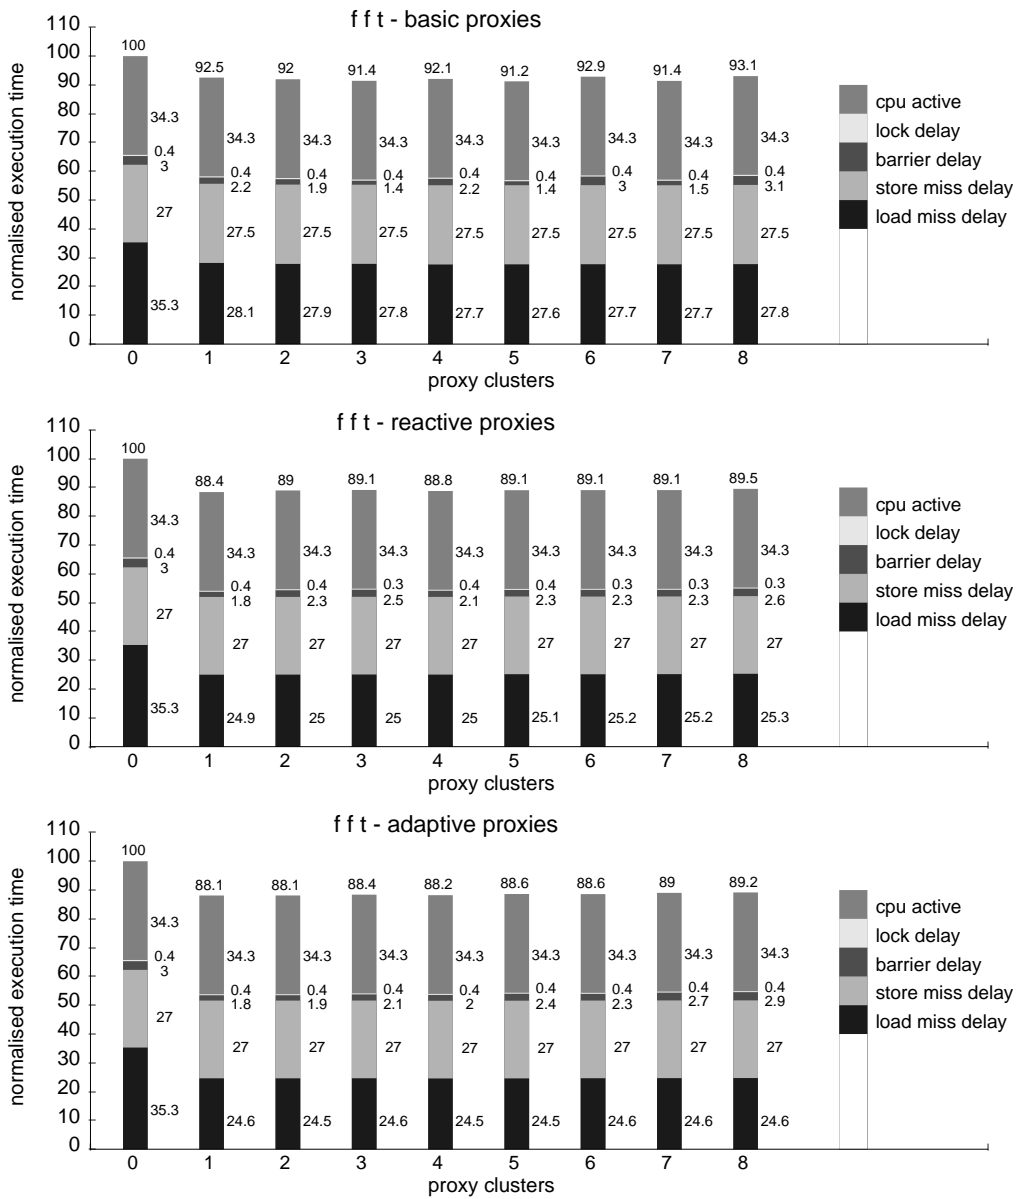 f f t - basic proxies
110
100
90
80
70
60
50
40
30
20
10
0
normalised execution time
100 92.5 92 91.4 92.1 91.2 92.9 91.4 93.1
34.3 34.3 34.3 34.3 34.3 34.3 34.3 34.3 34.3
0.4 0.4 0.4 0.4 0.4 0.4 0.4 0.4 0.4
3 2.2 1.9 1.4 2.2 1.4 3 1.5 3.1
27 27.5 27.5 27.5 27.5 27.5 27.5 27.5 27.5
35.3 28.1 27.9 27.8 27.7 27.6 27.7 27.7 27.8
0 1 2 3 4 5 6 7 8
proxy clusters
cpu active
lock delay
barrier delay
store miss delay
load miss delay
f f t - reactive proxies
110
100
90
80
70
60
50
40
30
20
10
0
normalised execution time
100 88.4 89 89.1 88.8 89.1 89.1 89.1 89.5
34.3 34.3 34.3 34.3 34.3 34.3 34.3 34.3 34.3
0.4 0.4 0.4 0.3 0.4 0.4 0.3 0.3 0.3
3 1.8 2.3 2.5 2.1 2.3 2.3 2.3 2.6
27 27 27 27 27 27 27 27 27
35.3 24.9 25 25 25 25.1 25.2 25.2 25.3
0 1 2 3 4 5 6 7 8
proxy clusters
cpu active
lock delay
barrier delay
store miss delay
load miss delay
f f t - adaptive proxies
110
100
90
80
70
60
50
40
30
20
10
0
normalised execution time
100 88.1 88.1 88.4 88.2 88.6 88.6 89 89.2
34.3 34.3 34.3 34.3 34.3 34.3 34.3 34.3 34.3
0.4 0.4 0.4 0.4 0.4 0.4 0.4 0.4 0.4
3 1.8 1.9 2.1 2 2.4 2.3 2.7 2.9
27 27 27 27 27 27 27 27 27
35.3 24.6 24.5 24.6 24.5 24.5 24.6 24.6 24.6
0 1 2 3 4 5 6 7 8
proxy clusters
cpu active
lock delay
barrier delay
store miss delay
load miss delay